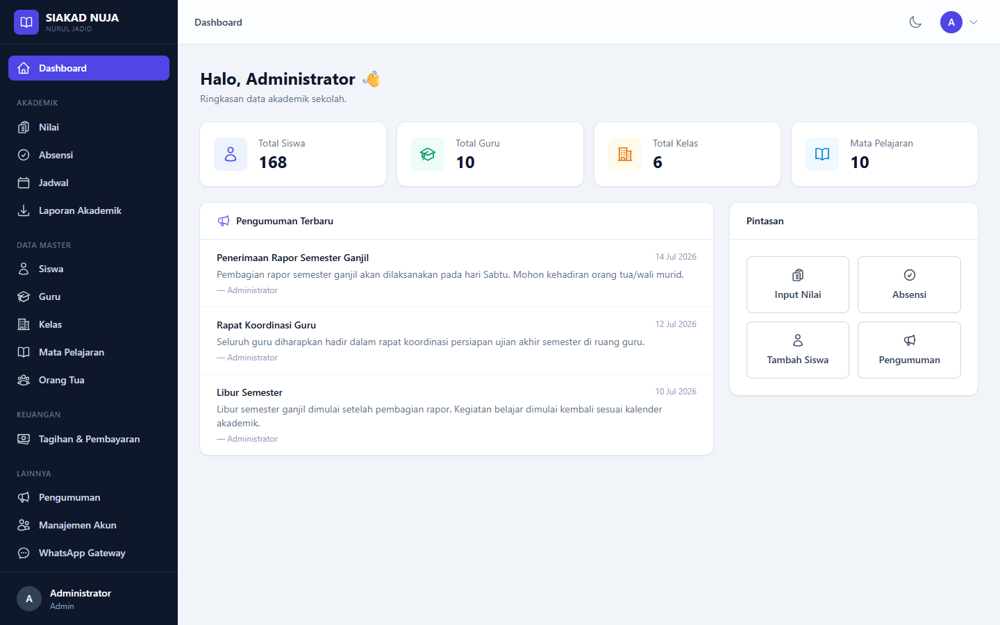 SIAKAD NUJA
NURUL JADID
Dashboard
AKADEMIK
Nilai
Absensi
Jadwal
Laporan Akademik
DATA MASTER
Siswa
Guru
Kelas
Mata Pelajaran
Orang Tua
KEUANGAN
Tagihan & Pembayaran
LAINNYA
Pengumuman
Manajemen Akun
WhatsApp Gateway
A
Administrator
Admin
Dashboard
A
Halo, Administrator 👋
Ringkasan data akademik sekolah.
Total Siswa
168
Total Guru
10
Total Kelas
6
Mata Pelajaran
10
Pengumuman Terbaru
Penerimaan Rapor Semester Ganjil
14 Jul 2026
Pembagian rapor semester ganjil akan dilaksanakan pada hari Sabtu. Mohon kehadiran orang tua/wali murid.
— Administrator
Rapat Koordinasi Guru
12 Jul 2026
Seluruh guru diharapkan hadir dalam rapat koordinasi persiapan ujian akhir semester di ruang guru.
— Administrator
Libur Semester
10 Jul 2026
Libur semester ganjil dimulai setelah pembagian rapor. Kegiatan belajar dimulai kembali sesuai kalender
akademik.
— Administrator
Pintasan
Input Nilai
Absensi
Tambah Siswa
Pengumuman